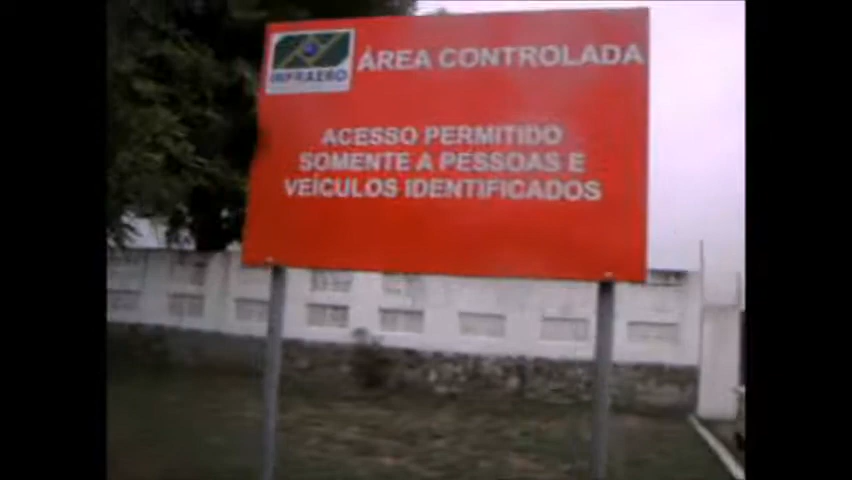 INFRAERO
ÁREA CONTROLADA
ACESSO PERMITIDO
SOMENTE A PESSOAS E
VEÍCULOS IDENTIFICADOS